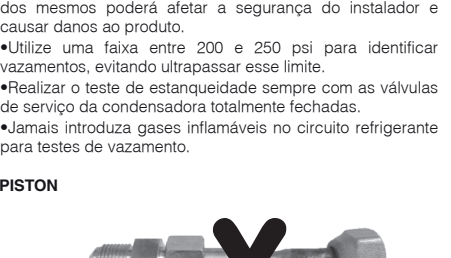 dos mesmos poderá afetar a segurança do instalador e
causar danos ao produto.
•Utilize uma faixa entre 200 e 250 psi para identificar
vazamentos, evitando ultrapassar esse limite.
•Realizar o teste de estanqueidade sempre com as válvulas
de serviço da condensadora totalmente fechadas.
•Jamais introduza gases inflamáveis no circuito refrigerante
para testes de vazamento.
PISTON